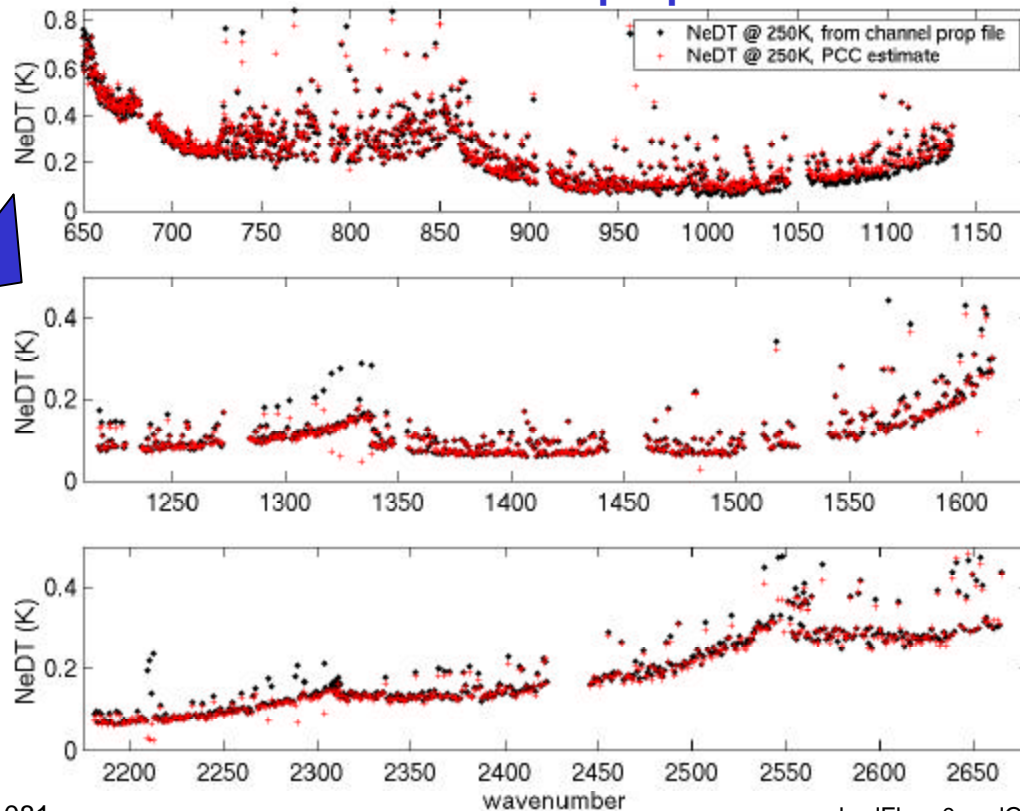 NeDT @ 250K, from channel prop file
NeDT @ 250K, PCC estimate
NeDT (K)
0.8
0.6
0.4
0.2
0
650 700 750 800 850 900 950 1000 1050 1100 1150
NeDT (K)
0.4
0.2
0
1250 1300 1350 1400 1450 1500 1550 1600
NeDT (K)
0.4
0.2
0
2200 2250 2300 2350 2400 2450 2500 2550 2600 2650
wavenumber